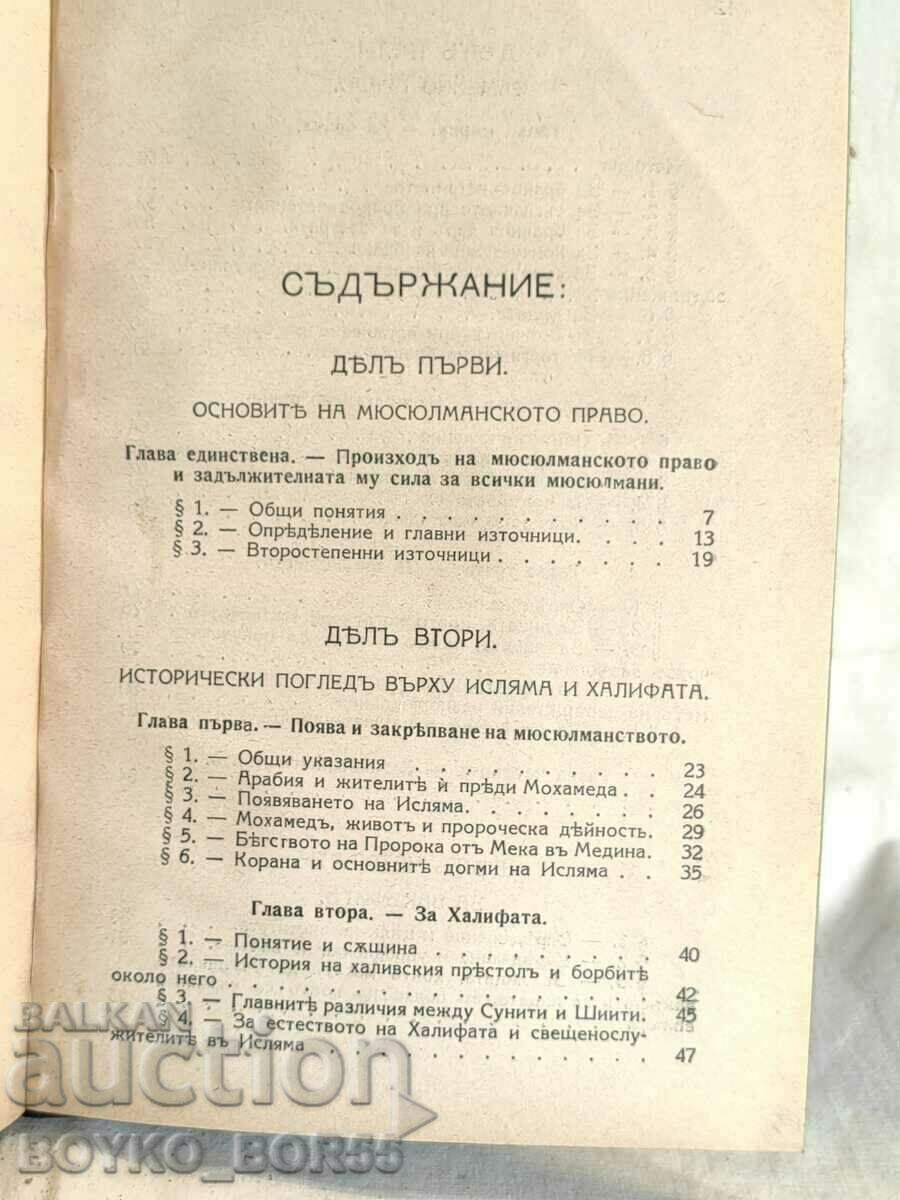 СЪДЪРЖАНИЕ:
ДѢЛЪ ПЪРВИ.
ОСНОВИТѢ НА МЮСЮЛМАНСКОТО ПРАВО.
Глава единствена. — Произходъ на мюсюлманското право
и задължителната му сила за всички мюсюлмани.
§ 1. — Общи понятия . . . . . . . . . . . 7
§ 2. — Опрѣдѣление и главни източници. . . . 13
§ 3. — Второстепенни източници . . . . . . . 19
ДѢЛЪ ВТОРИ.
ИСТОРИЧЕСКИ ПОГЛЕДЪ ВЪРХУ ИСЛЯМА И ХАЛИФАТА.
Глава първа. — Поява и закрѣпване на мюсюлманството.
§ 1. — Общи указания . . . . . . . . . 23
§ 2. — Арабия и жителитѣ ѝ прѣди Мохамеда . . 24
§ 3. — Появяването на Исляма. . . . . . . . 26
§ 4. — Мохамедъ, животъ и пророческа дѣйность. 29
§ 5. — Бѣгството на Пророка отъ Мека въ Медина. 32
§ 6. — Корана и основнитѣ догми на Исляма . . 35
Глава втора. — За Халифата.
§ 1. — Понятие и сѫщина . . . . . . . . . 40
§ 2. — История на халивския прѣстолъ и борбитѣ
около него . . . . . . . . . . . . . . 42
§ 3. — Главнитѣ различия между Сунити и Шиити. 45
§ 4. — За естеството на Халифата и свещенослу-
жителитѣ въ Исляма . . . . . . . . . . . 47
BALKAN
auction
BOYKO_BOR55